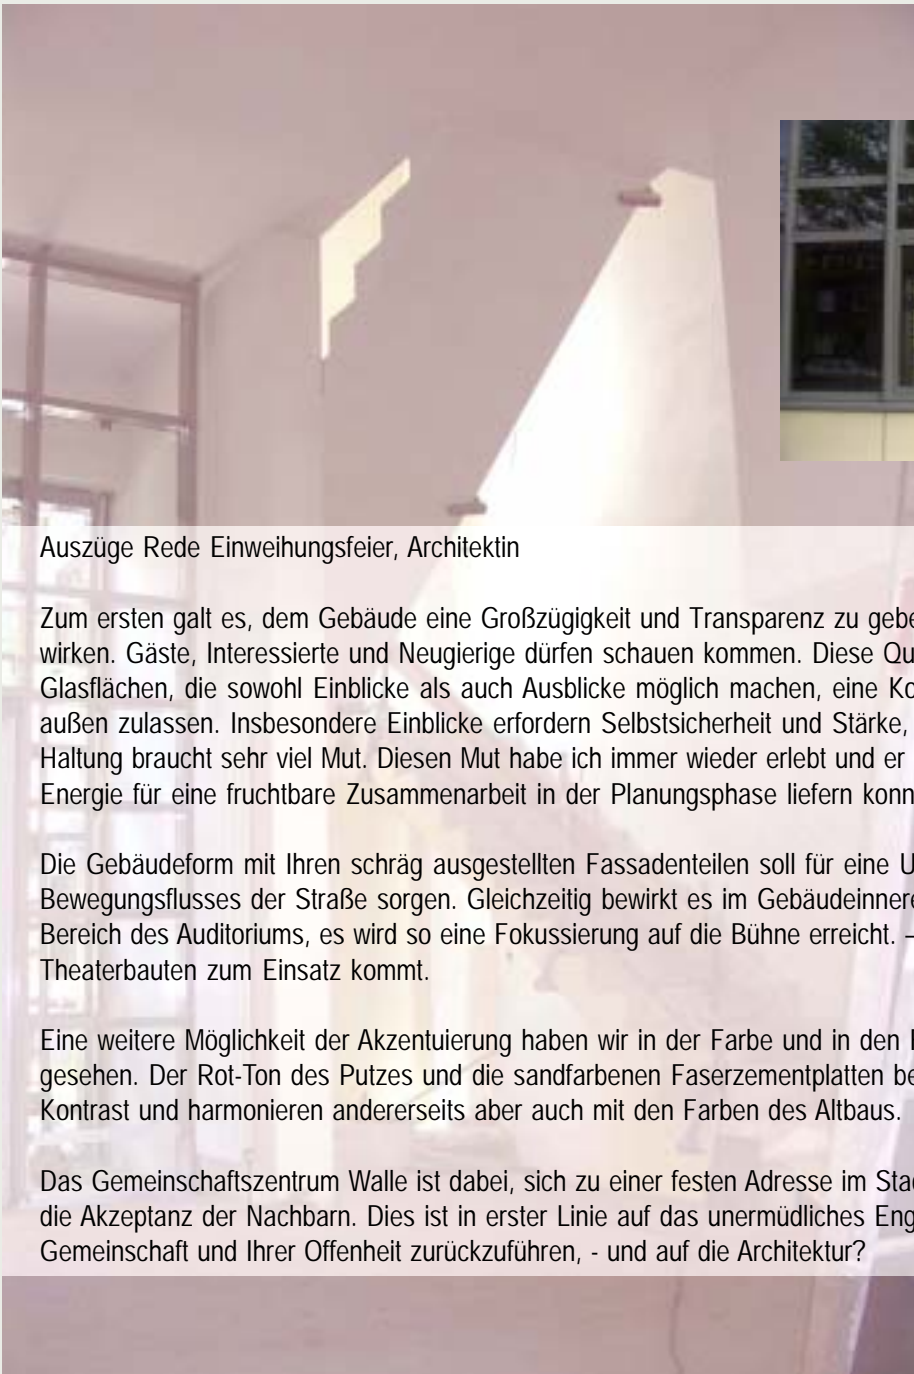 Auszüge Rede Einweihungsfeier, Architektin
Zum ersten galt es, dem Gebäude eine Großzügigkeit und Transparenz zu gebe
wirken. Gäste, Interessierte und Neugierige dürfen schauen kommen. Diese Qu
Glasflächen, die sowohl Einblicke als auch Ausblicke möglich machen, eine Ko
außen zulassen. Insbesondere Einblicke erfordern Selbstsicherheit und Stärke,
Haltung braucht sehr viel Mut. Diesen Mut habe ich immer wieder erlebt und er
Energie für eine fruchtbare Zusammenarbeit in der Planungsphase liefern konn
Die Gebäudeform mit Ihren schräg ausgestellten Fassadenteilen soll für eine U
Bewegungsflusses der Straße sorgen. Gleichzeitig bewirkt es im Gebäudeinnere
Bereich des Auditoriums, es wird so eine Fokussierung auf die Bühne erreicht. –
Theaterbauten zum Einsatz kommt.
Eine weitere Möglichkeit der Akzentuierung haben wir in der Farbe und in den
gesehen. Der Rot-Ton des Putzes und die sandfarbenen Faserzementplatten be
Kontrast und harmonieren andererseits aber auch mit den Farben des Altbaus.
Das Gemeinschaftszentrum Walle ist dabei, sich zu einer festen Adresse im Stad
die Akzeptanz der Nachbarn. Dies ist in erster Linie auf das unermüdliches Eng
Gemeinschaft und Ihrer Offenheit zurückzuführen, - und auf die Architektur?